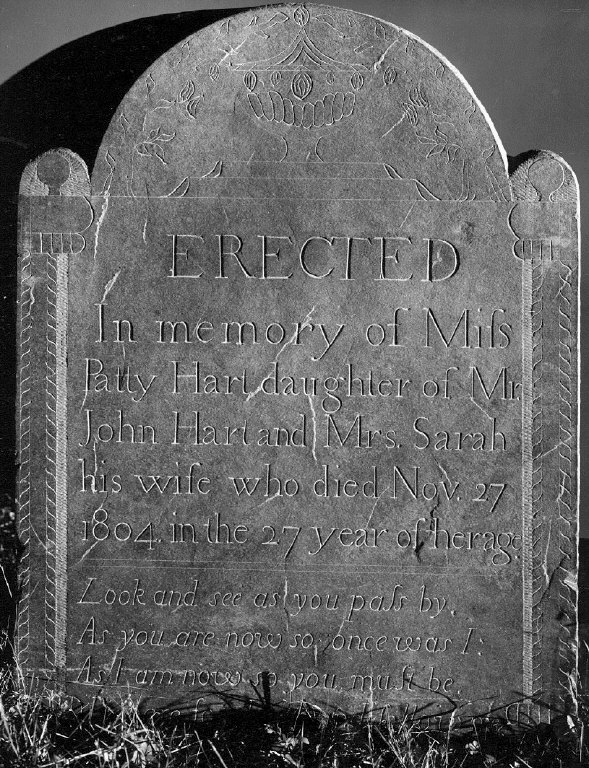 ERECTED
In memory of Miſs
Patty Hart daughter of Mr.
John Hart and Mrs. Sarah
his wife who died Nov. 27
1804. in the 27 year of her age
Look and see as you paſs by,
As you are now so once was I:
As I am now so you muſt be,